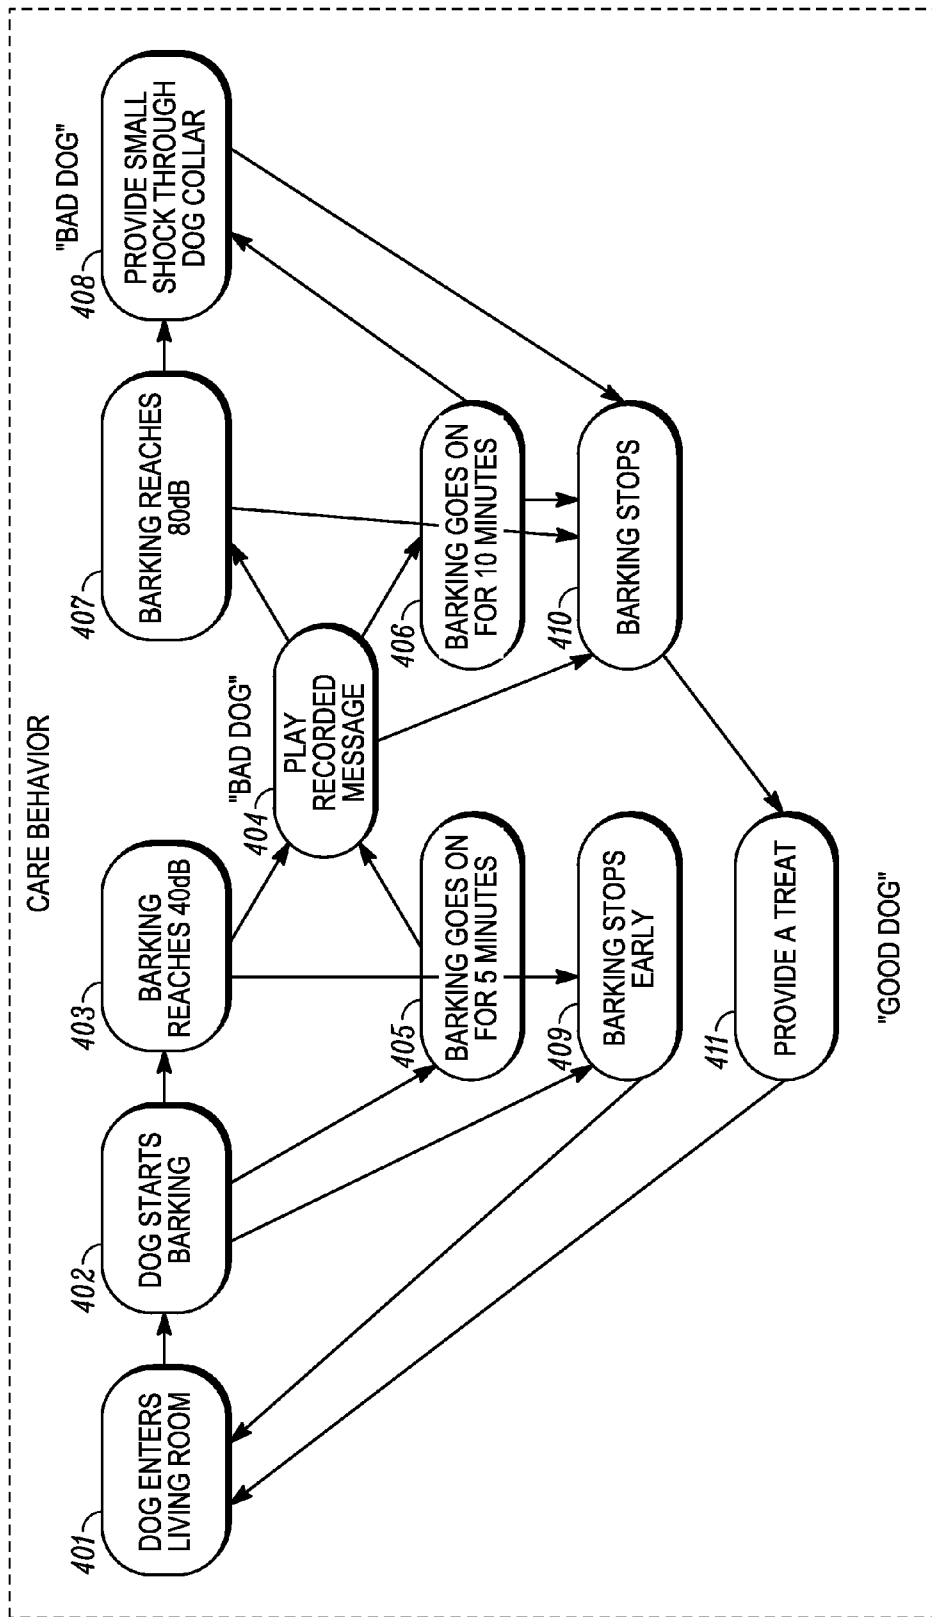 CARE BEHAVIOR
401
DOG ENTERS
LIVING ROOM
402
DOG STARTS
BARKING
403
BARKING
REACHES 40dB
"BAD DOG"
404
PLAY
RECORDED
MESSAGE
405
BARKING GOES ON
FOR 5 MINUTES
406
BARKING GOES ON
FOR 10 MINUTES
407
BARKING REACHES
80dB
"BAD DOG"
408
PROVIDE SMALL
SHOCK THROUGH
DOG COLLAR
409
BARKING STOPS
EARLY
410
BARKING STOPS
411
PROVIDE A TREAT
"GOOD DOG"